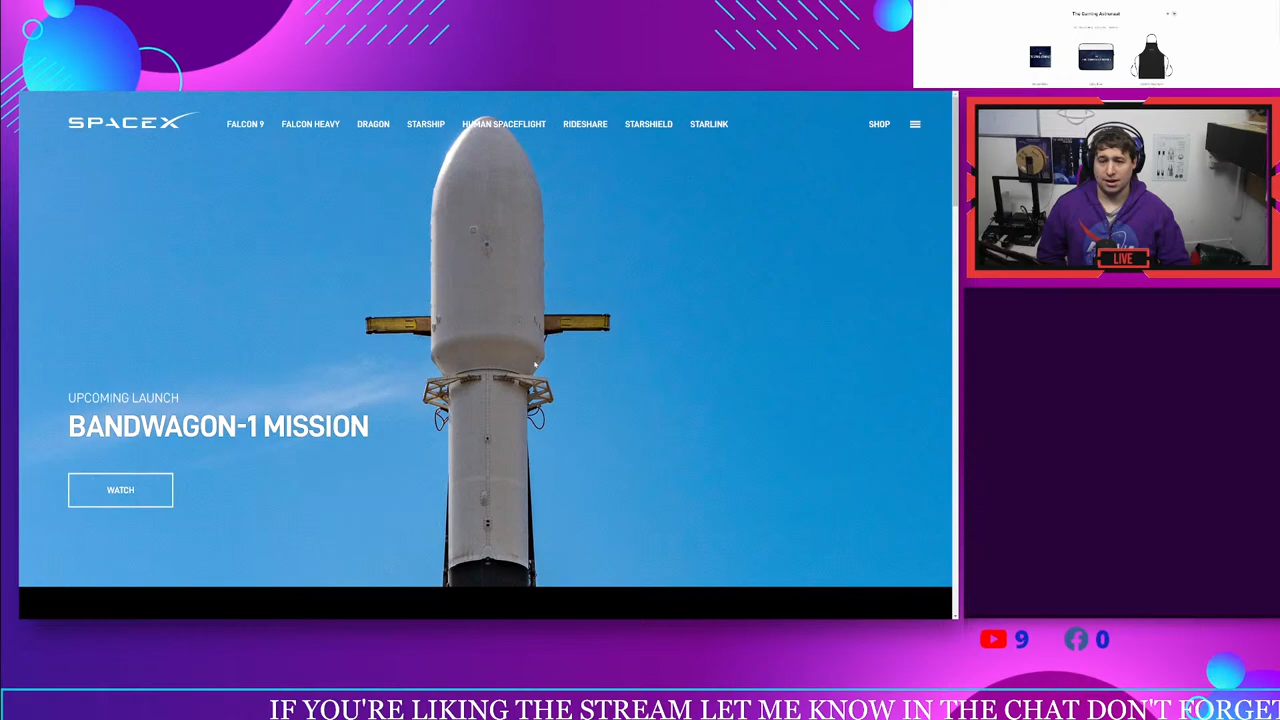 The Gaming Astronaut
SPACEX
FALCON 9 FALCON HEAVY DRAGON STARSHIP HUMAN SPACEFLIGHT RIDESHARE STARSHIELD STARLINK SHOP
UPCOMING LAUNCH
BANDWAGON-1 MISSION
WATCH
LIVE
9 0
IF YOU'RE LIKING THE STREAM LET ME KNOW IN THE CHAT DON'T FORGET